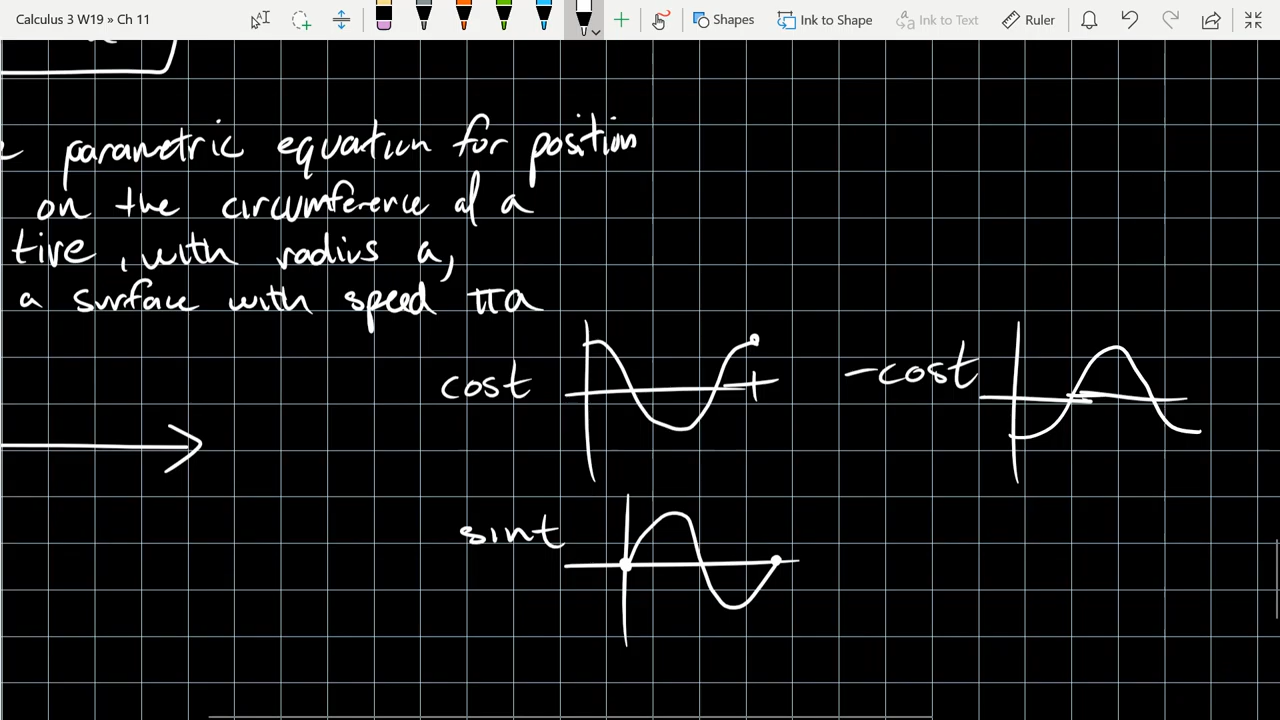 Calculus 3 W19 » Ch 11
Shapes
Ink to Shape
Ink to Text
Ruler
parametric equation for position
on the circumference of a
tire, with radius a,
a surface with speed πa
cost
-cost
sint